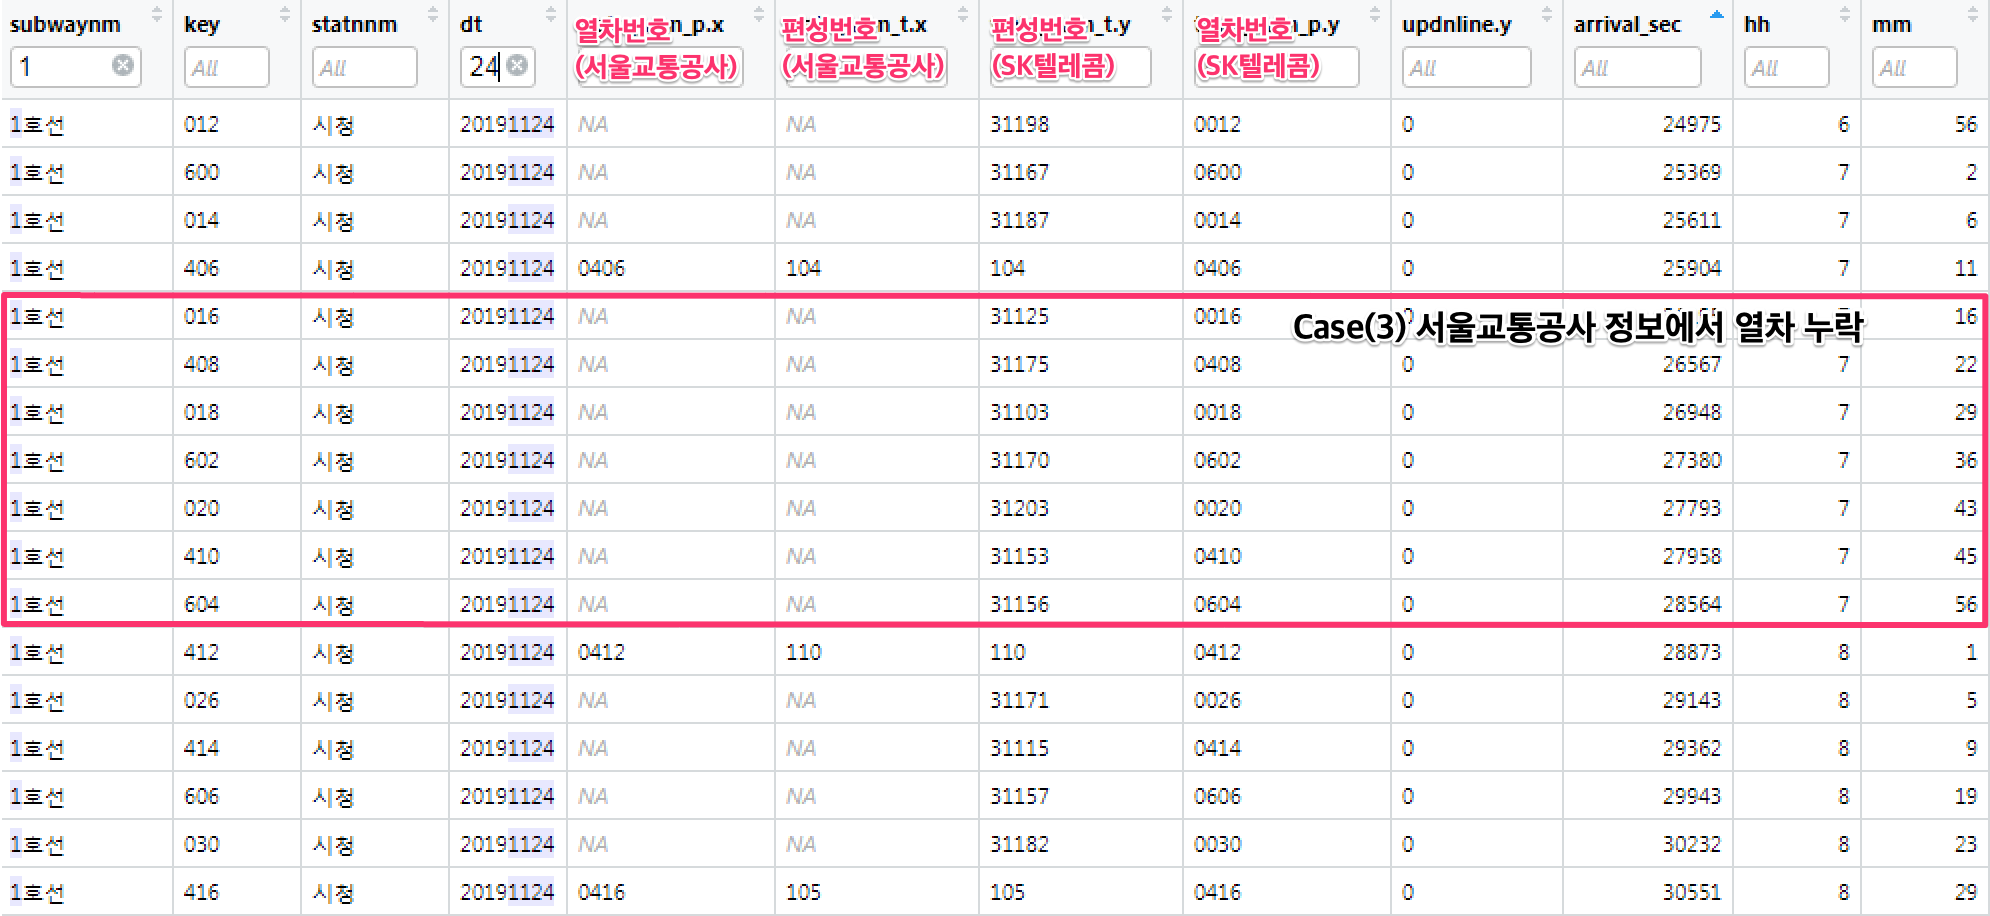 subwaynm key statnnm dt 열차번호 n_p.x 편성번호 n_t.x 편성번호 n_t.y 열차번호 n_p.y updnline.y arrival_sec hh mm
1 All All 24 (서울교통공사) (서울교통공사) (SK텔레콤) (SK텔레콤) All All All All
1호선 012 시청 20191124 NA NA 31198 0012 0 24975 6 56
1호선 600 시청 20191124 NA NA 31167 0600 0 25369 7 2
1호선 014 시청 20191124 NA NA 31187 0014 0 25611 7 6
1호선 406 시청 20191124 0406 104 104 0406 0 25904 7 11
1호선 016 시청 20191124 NA NA 31125 0016 16
Case(3) 서울교통공사 정보에서 열차 누락
1호선 408 시청 20191124 NA NA 31175 0408 0 26567 7 22
1호선 018 시청 20191124 NA NA 31103 0018 0 26948 7 29
1호선 602 시청 20191124 NA NA 31170 0602 0 27380 7 36
1호선 020 시청 20191124 NA NA 31203 0020 0 27793 7 43
1호선 410 시청 20191124 NA NA 31153 0410 0 27958 7 45
1호선 604 시청 20191124 NA NA 31156 0604 0 28564 7 56
1호선 412 시청 20191124 0412 110 110 0412 0 28873 8 1
1호선 026 시청 20191124 NA NA 31171 0026 0 29143 8 5
1호선 414 시청 20191124 NA NA 31115 0414 0 29362 8 9
1호선 606 시청 20191124 NA NA 31157 0606 0 29943 8 19
1호선 030 시청 20191124 NA NA 31182 0030 0 30232 8 23
1호선 416 시청 20191124 0416 105 105 0416 0 30551 8 29